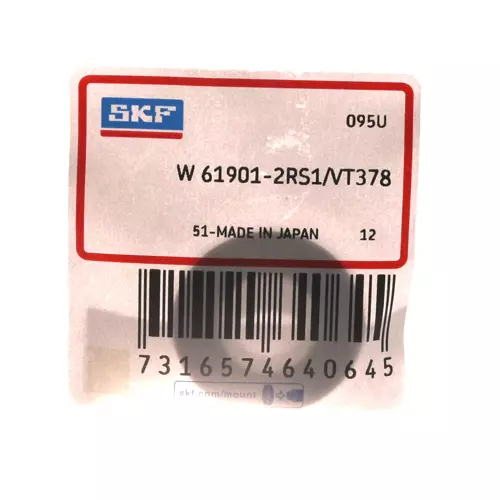 SKF
095U
W 61901-2RS1/VT378
51-MADE IN JAPAN 12
7316574640645
skf.com/mount